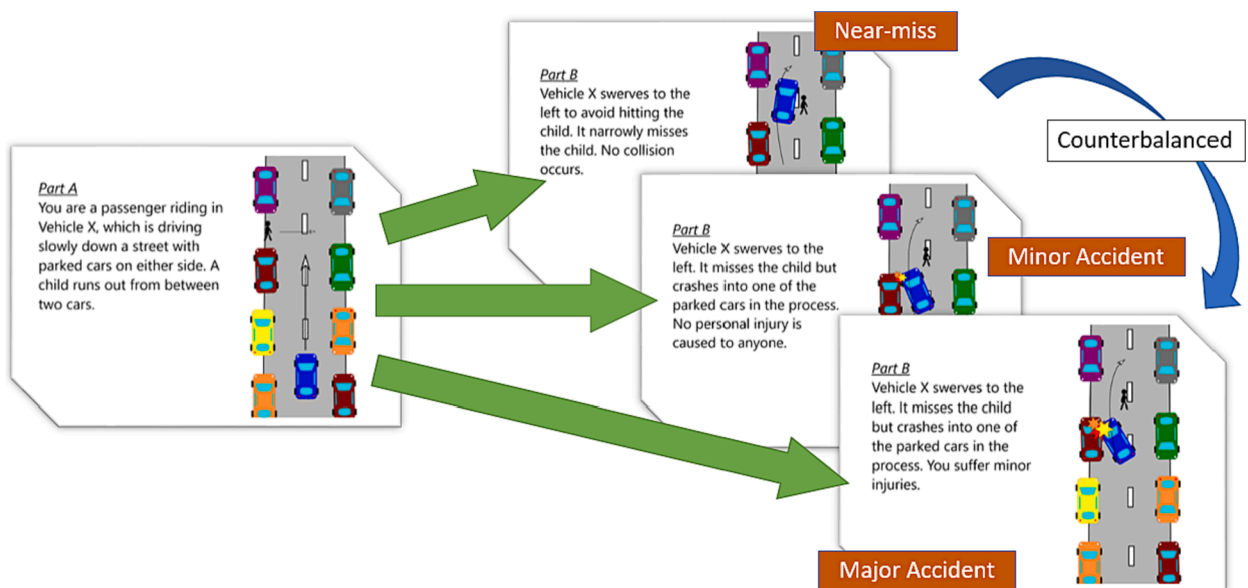 Part A
You are a passenger riding in
Vehicle X, which is driving
slowly down a street with
parked cars on either side. A
child runs out from between
two cars.
Near-miss
Part B
Vehicle X swerves to the
left to avoid hitting the
child. It narrowly misses
the child. No collision
occurs.
Counterbalanced
Minor Accident
Part B
Vehicle X swerves to the
left. It misses the child but
crashes into one of the
parked cars in the process.
No personal injury is
caused to anyone.
Part B
Vehicle X swerves to the
left. It misses the child
but crashes into one of
the parked cars in the
process. You suffer minor
injuries.
Major Accident